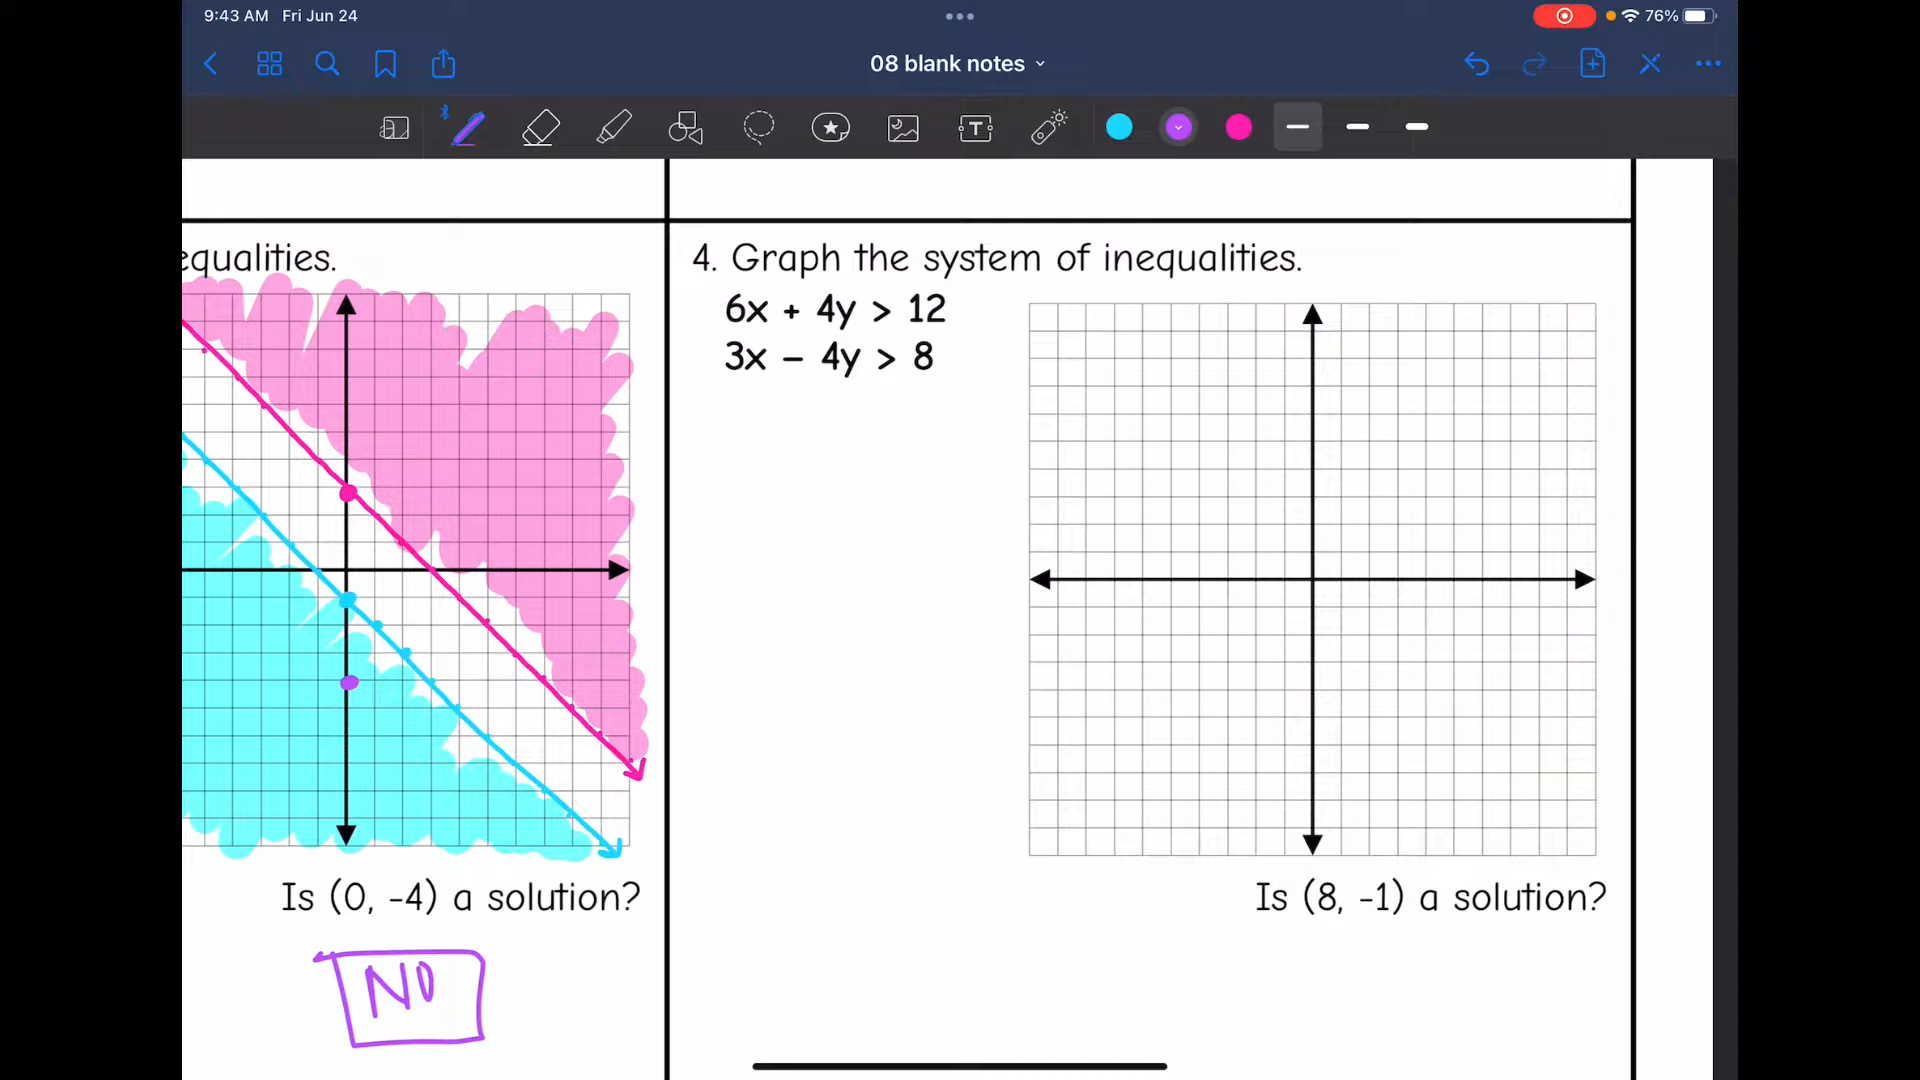 9:43 AM Fri Jun 24
76%
08 blank notes
T
equalities.
Is (0, -4) a solution?
NO
4. Graph the system of inequalities.
6x + 4y > 12
3x – 4y > 8
Is (8, -1) a solution?